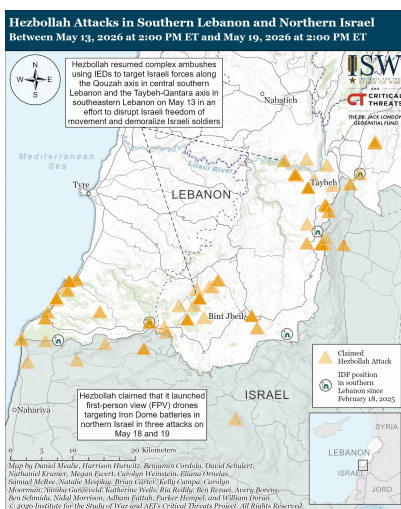 Hezbollah Attacks in Southern Lebanon and Northern Israel
Between May 13, 2026 at 2:00 PM ET and May 19, 2026 at 2:00 PM ET
N
W
E
S
Hezbollah resumed complex ambushes
using IEDs to target Israeli forces along
the Qouzah axis in central southern
Lebanon and the Taybeh-Qantara axis in
southeastern Lebanon on May 13 in an
effort to disrupt Israeli freedom of
movement and demoralize Israeli soldiers
ISW
CT CRITICAL
THREATS
THE DR. JACK LONDON
GEOSPATIAL FUND
Nabatieh
Mediterranean
Sea
Litani River
Taybeh
Tyre
LEBANON
Bint Jbeil
Claimed
Hezbollah Attack
IDF position
in southern
Lebanon since
February 18, 2025
Hezbollah claimed that it launched
first-person view (FPV) drones
targeting Iron Dome batteries in
northern Israel in three attacks on
May 18 and 19
ISRAEL
Nahariya
SYRIA
LEBANON
ISRAEL
0 5 10 20 Kilometers
Map by Daniel Mealie, Harrison Hurwitz, Benjamin Cordola, David Schulert,
Nathaniel Kramer, Megan Ewert, Carolyn Weinstein, Eliana Ornelas,
Samuel McRee, Natalie Mesplay, Brian Carter, Kelly Campa, Carolyn
Moorman, Annika Ganzeveld, Katherine Wells, Ria Reddy, Ben Rezaei, Avery Borens,
Ben Schmida, Nidal Morrison, Adham Fattah, Parker Hempel, and William Doran
© 2026 Institute for the Study of War and AEI's Critical Threats Project. All Rights Reserved